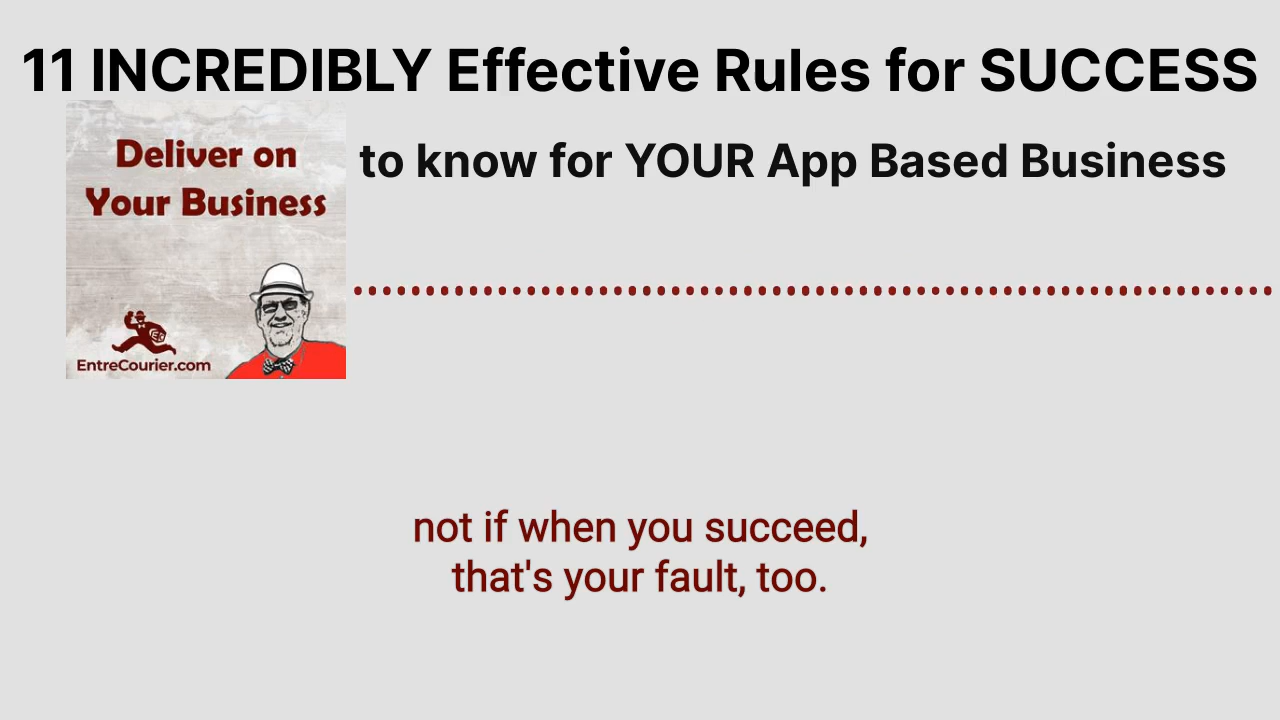 11 INCREDIBLY Effective Rules for SUCCESS
to know for YOUR App Based Business
Deliver on
Your Business
EntreCourier.com
not if when you succeed,
that's your fault, too.